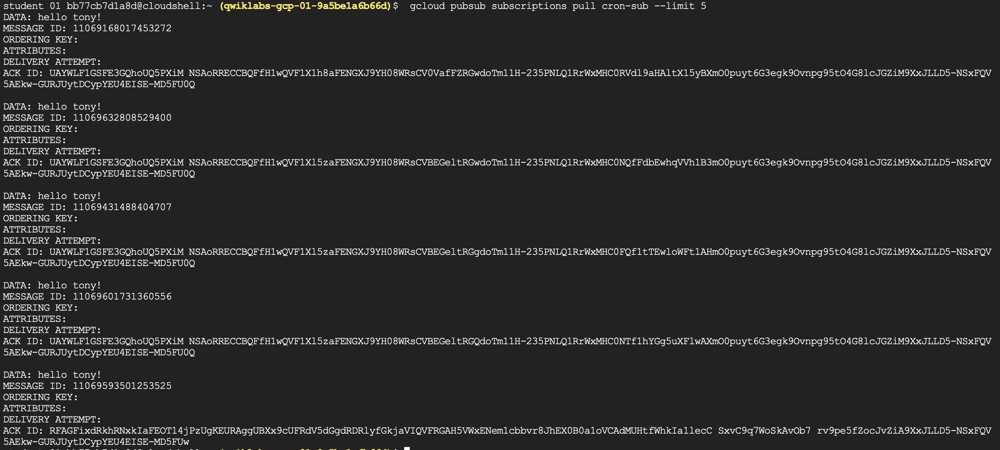 student_01_bb77cb7d1a8d@cloudshell:~ (qwiklabs-gcp-01-9a5be1a6b66d)$  gcloud pubsub subscriptions pull cron-sub --limit 5
DATA: hello tony!
MESSAGE_ID: 11069168017453272
ORDERING_KEY:
ATTRIBUTES:
DELIVERY_ATTEMPT:
ACK_ID: UAYWLF1GSFE3GQhoUQ5PXiM_NSAoRRECCBQFfH1wQVF1X1h8aFENGXJ9YH08WRsCV0VafFZRGwdoTm11H-235PNLQ1RrWxMHC0RVdl9aHAltX15yBXmO0puyt6G3egk9Ovnpg95tO4G8lcJGZiM9XxJLLD5-NSxFQV
5AEkw-GURJUytDCypYEU4EISE-MD5FU0Q
DATA: hello tony!
MESSAGE_ID: 11069632808529400
ORDERING_KEY:
ATTRIBUTES:
DELIVERY_ATTEMPT:
ACK_ID: UAYWLF1GSFE3GQhoUQ5PXiM_NSAoRRECCBQFfH1wQVF1Xl5zaFENGXJ9YH08WRsCVBEGeltRGwdoTm11H-235PNLQ1RrWxMHC0NQfFdbEwhqVVh1B3mO0puyt6G3egk9Ovnpg95tO4G8lcJGZiM9XxJLLD5-NSxFQV
5AEkw-GURJUytDCypYEU4EISE-MD5FU0Q
DATA: hello tony!
MESSAGE_ID: 11069431488404707
ORDERING_KEY:
ATTRIBUTES:
DELIVERY_ATTEMPT:
ACK_ID: UAYWLF1GSFE3GQhoUQ5PXiM_NSAoRRECCBQFfH1wQVF1Xl5zaFENGXJ9YH08WRsCVBEGeltRGgdoTm11H-235PNLQ1RrWxMHC0FQf1tTEwloWFt1AHmO0puyt6G3egk9Ovnpg95tO4G8lcJGZiM9XxJLLD5-NSxFQV
5AEkw-GURJUytDCypYEU4EISE-MD5FU0Q
DATA: hello tony!
MESSAGE_ID: 11069601731360556
ORDERING_KEY:
ATTRIBUTES:
DELIVERY_ATTEMPT:
ACK_ID: UAYWLF1GSFE3GQhoUQ5PXiM_NSAoRRECCBQFfH1wQVF1Xl5zaFENGXJ9YH08WRsCVBEGeltRGQdoTm11H-235PNLQ1RrWxMHC0NTf1hYGg5uXFlwAXmO0puyt6G3egk9Ovnpg95tO4G8lcJGZiM9XxJLLD5-NSxFQV
5AEkw-GURJUytDCypYEU4EISE-MD5FU0Q
DATA: hello tony!
MESSAGE_ID: 11069593501253525
ORDERING_KEY:
ATTRIBUTES:
DELIVERY_ATTEMPT:
ACK_ID: RFAGFixdRkhRNxkIaFEOT14jPzUgKEURAggUBXx9cUFRdV5dGgdRDRlyfGkjaVIQVFRGAH5VWxENem1cbbvr8JhEX0B0a1oVCAdMUHtfWhkIa1lecC_SxvC9q7WoSkAvOb7_rv9pe5fZocJvZiA9XxJLLD5-NSxFQV
5AEkw-GURJUytDCypYEU4EISE-MD5FUw